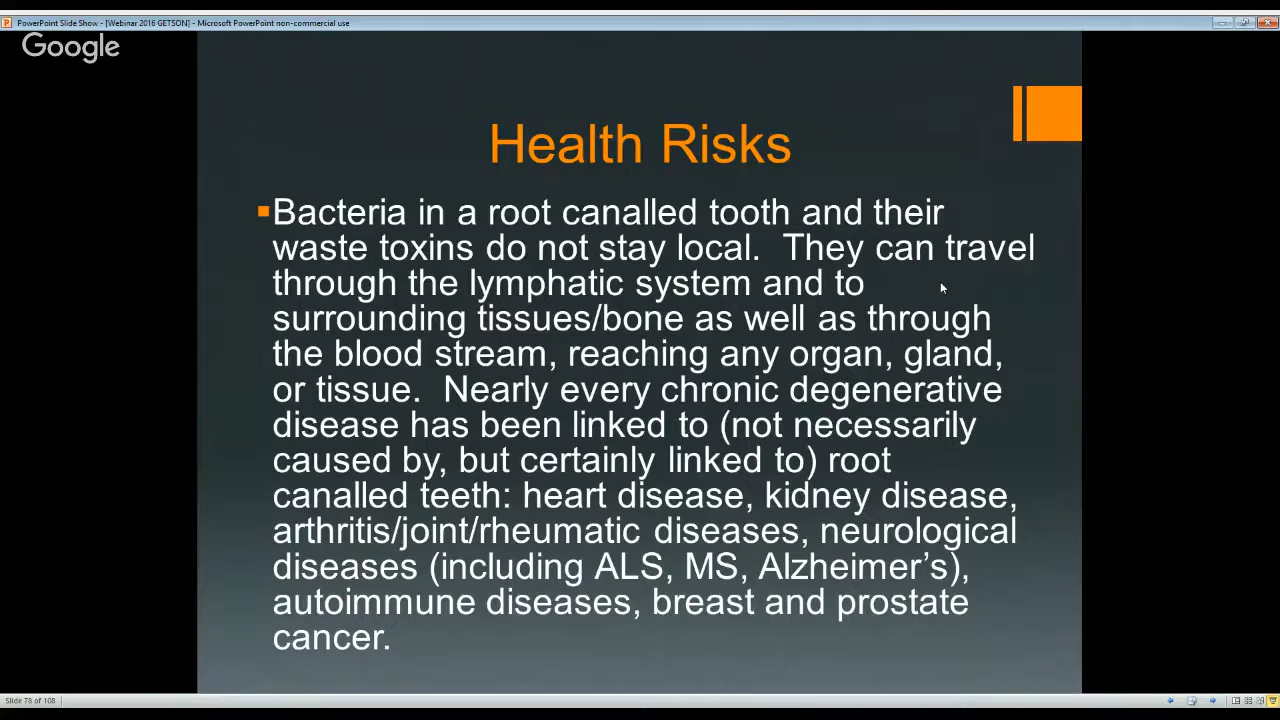 PowerPoint Slide Show - [Webinar 2016 GETSON] - Microsoft PowerPoint non-commercial use
Google
Health Risks
Bacteria in a root canalled tooth and their
waste toxins do not stay local.  They can travel
through the lymphatic system and to
surrounding tissues/bone as well as through
the blood stream, reaching any organ, gland,
or tissue.  Nearly every chronic degenerative
disease has been linked to (not necessarily
caused by, but certainly linked to) root
canalled teeth: heart disease, kidney disease,
arthritis/joint/rheumatic diseases, neurological
diseases (including ALS, MS, Alzheimer’s),
autoimmune diseases, breast and prostate
cancer.
Slide 78 of 108